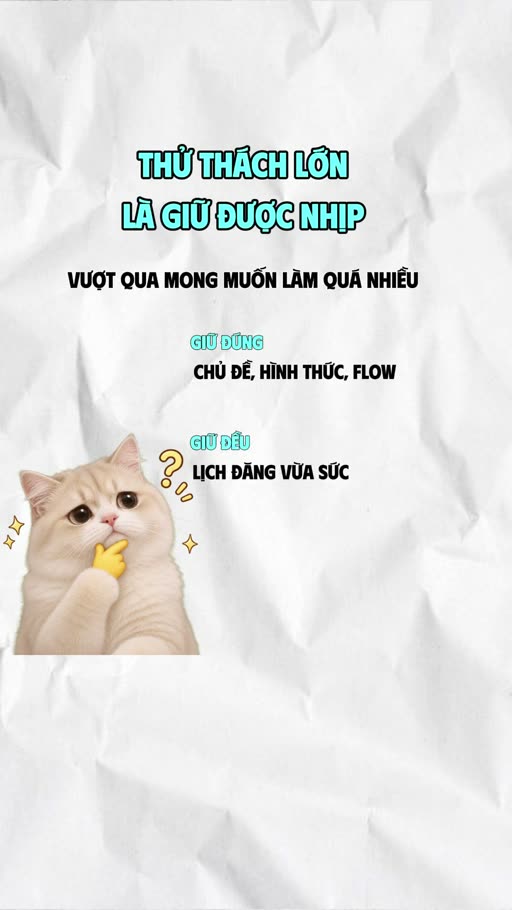 THỬ THÁCH LỚN
LÀ GIỮ ĐƯỢC NHỊP
VƯỢT QUA MONG MUỐN LÀM QUÁ NHIỀU
GIỮ ĐÚNG
CHỦ ĐỀ, HÌNH THỨC, FLOW
GIỮ ĐỀU
LỊCH ĐĂNG VỪA SỨC